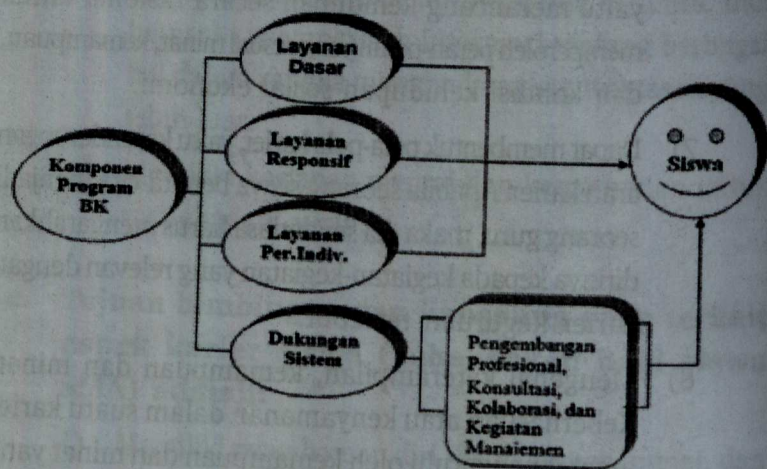 Layanan
Dasar
Layanan
Responsif
Komponen
Program
BK
Siswa
Layanan
Per.Indiv.
Dukungan
Sistem
Pengembangan
Profesional,
Konsultasi,
Kolaborasi, dan
Kegiatan
Manajemen